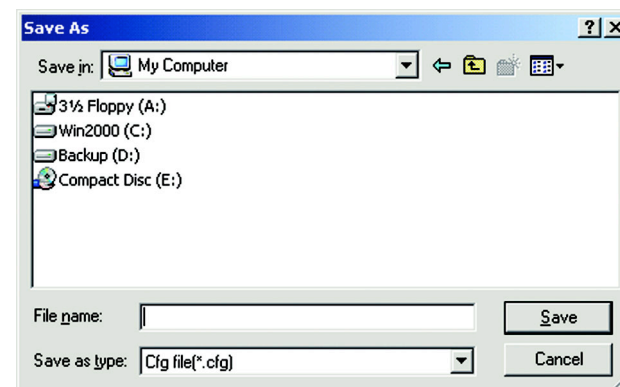 Save As
Save in: My Computer
3½ Floppy (A:)
Win2000 (C:)
Backup (D:)
Compact Disc (E:)
File name:
Save
Save as type: Cfg file(*.cfg)
Cancel